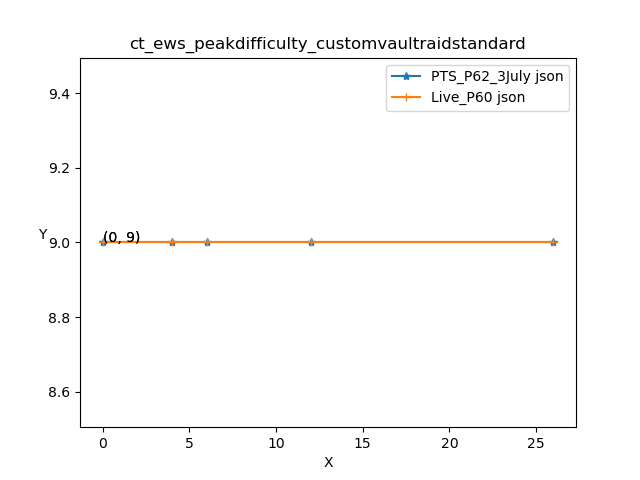 ct_ews_peakdifficulty_customvaultraidstandard
PTS_P62_3July json
Live_P60 json
9.4
9.2
Y
9.0
(0, 9)
8.8
8.6
0 5 10 15 20 25
X